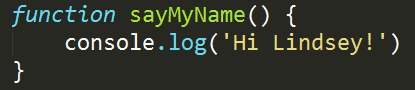 function sayMyName() {
    console.log('Hi Lindsey!')
}